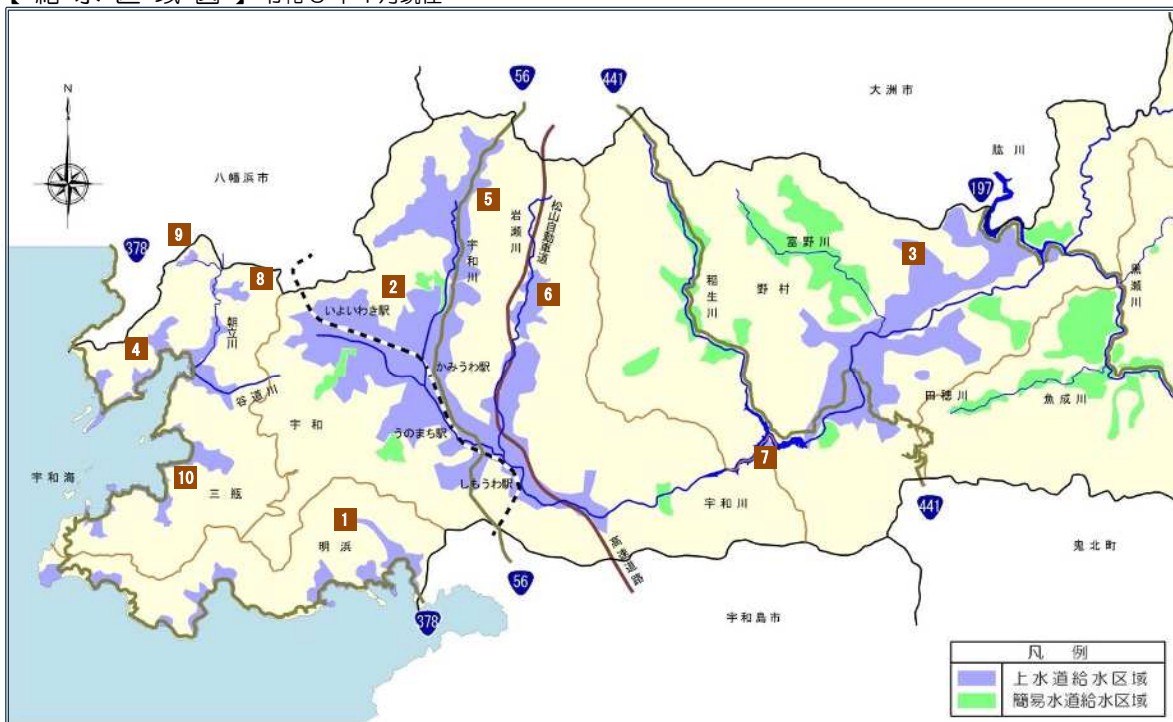 56
441
大洲市
N
肱川
八幡浜市
197
9
378
5
岩瀬川
松山自動車道
宇和川
富野川
3
8
2
6
稲生川
野村
黒瀬川
いよいわき駅
朝立川
4
かみうわ駅
谷道川
田穂川
魚成川
宇和
うのまち駅
7
宇和海
10
しもうわ駅
三瓶
宇和川
441
1
明浜
高速道路
鬼北町
56
378
宇和島市
凡例
上水道給水区域
簡易水道給水区域